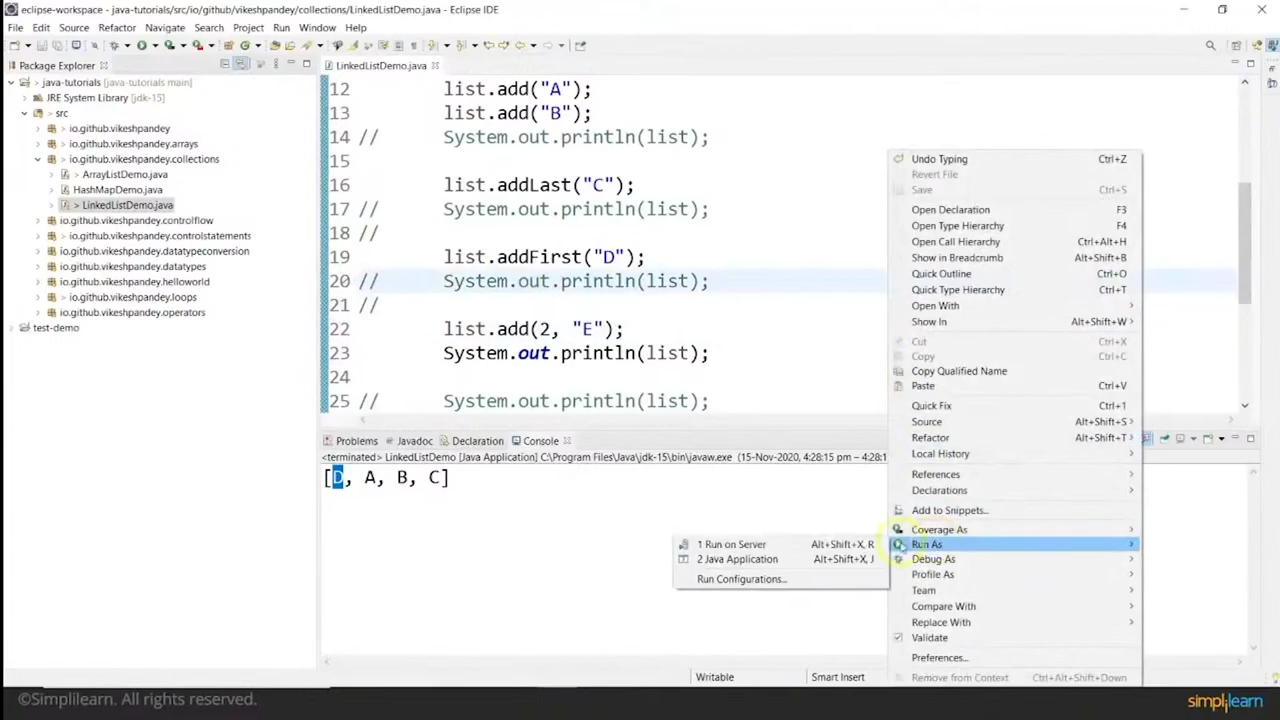 eclipse-workspace - java-tutorials/src/io/github/vikeshpandey/collections/LinkedListDemo.java - Eclipse IDE
File Edit Source Refactor Navigate Search Project Run Window Help
Package Explorer
java-tutorials [java-tutorials main]
JRE System Library [jdk-15]
src
io.github.vikeshpandey
io.github.vikeshpandey.arrays
io.github.vikeshpandey.collections
ArrayListDemo.java
HashMapDemo.java
LinkedListDemo.java
io.github.vikeshpandey.controlflow
io.github.vikeshpandey.controlstatements
io.github.vikeshpandey.datatypeconversion
io.github.vikeshpandey.datatypes
io.github.vikeshpandey.helloworld
io.github.vikeshpandey.loops
io.github.vikeshpandey.operators
test-demo
LinkedListDemo.java
12 list.add("A");
13 list.add("B");
14 // System.out.println(list);
15
16 list.addLast("C");
17 // System.out.println(list);
18 //
19 list.addFirst("D");
20 // System.out.println(list);
21 //
22 list.add(2, "E");
23 System.out.println(list);
24
25 // System.out.println(list);
Problems Javadoc Declaration Console
<terminated> LinkedListDemo [Java Application] C:\Program Files\Java\jdk-15\bin\javaw.exe (15-Nov-2020, 4:28:15 pm – 4:28:1
[D, A, B, C]
Undo Typing Ctrl+Z
Revert File
Save Ctrl+S
Open Declaration F3
Open Type Hierarchy F4
Open Call Hierarchy Ctrl+Alt+H
Show in Breadcrumb Alt+Shift+B
Quick Outline Ctrl+O
Quick Type Hierarchy Ctrl+T
Open With
Show In Alt+Shift+W
Cut Ctrl+X
Copy Ctrl+C
Copy Qualified Name
Paste Ctrl+V
Quick Fix Ctrl+1
Source Alt+Shift+S
Refactor Alt+Shift+T
Local History
References
Declarations
Add to Snippets...
Coverage As
Run As
Debug As
Profile As
Team
Compare With
Replace With
Validate
Preferences...
Remove from Context Ctrl+Alt+Shift+Down
1 Run on Server Alt+Shift+X, R
2 Java Application Alt+Shift+X, J
Run Configurations...
Writable Smart Insert
©Simplilearn. All rights reserved.
simplilearn